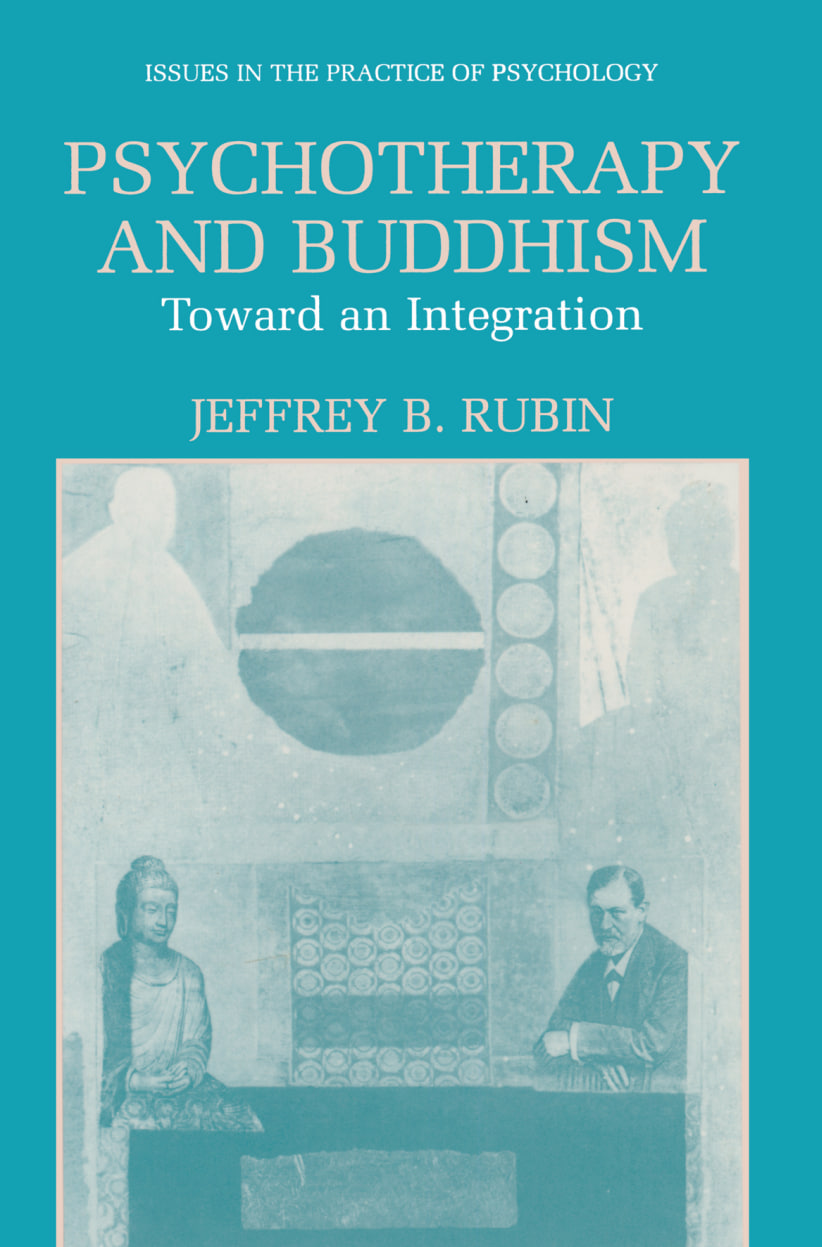 ISSUES IN THE PRACTICE OF PSYCHOLOGY
PSYCHOTHERAPY
AND BUDDHISM
Toward an Integration
JEFFREY B. RUBIN